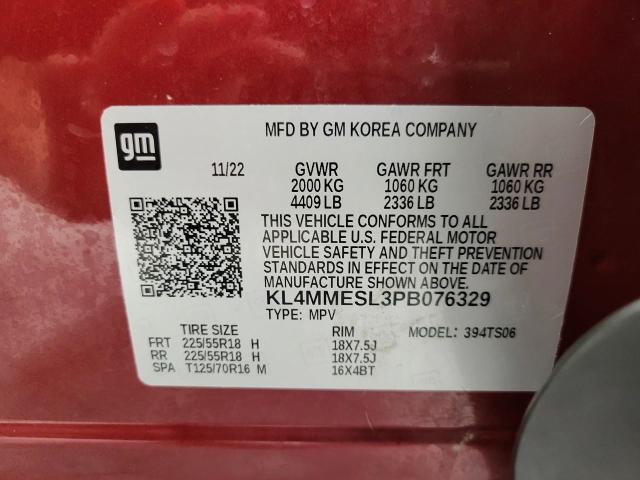 gm
MFD BY GM KOREA COMPANY
11/22 GVWR GAWR FRT GAWR RR
2000 KG 1060 KG 1060 KG
4409 LB 2336 LB 2336 LB
THIS VEHICLE CONFORMS TO ALL
APPLICABLE U.S. FEDERAL MOTOR
VEHICLE SAFETY AND THEFT PREVENTION
STANDARDS IN EFFECT ON THE DATE OF
MANUFACTURE SHOWN ABOVE.
KL4MMESL3PB076329
TYPE: MPV
TIRE SIZE RIM MODEL: 394TS06
FRT 225/55R18 H 18X7.5J
RR 225/55R18 H 18X7.5J
SPA T125/70R16 M 16X4BT